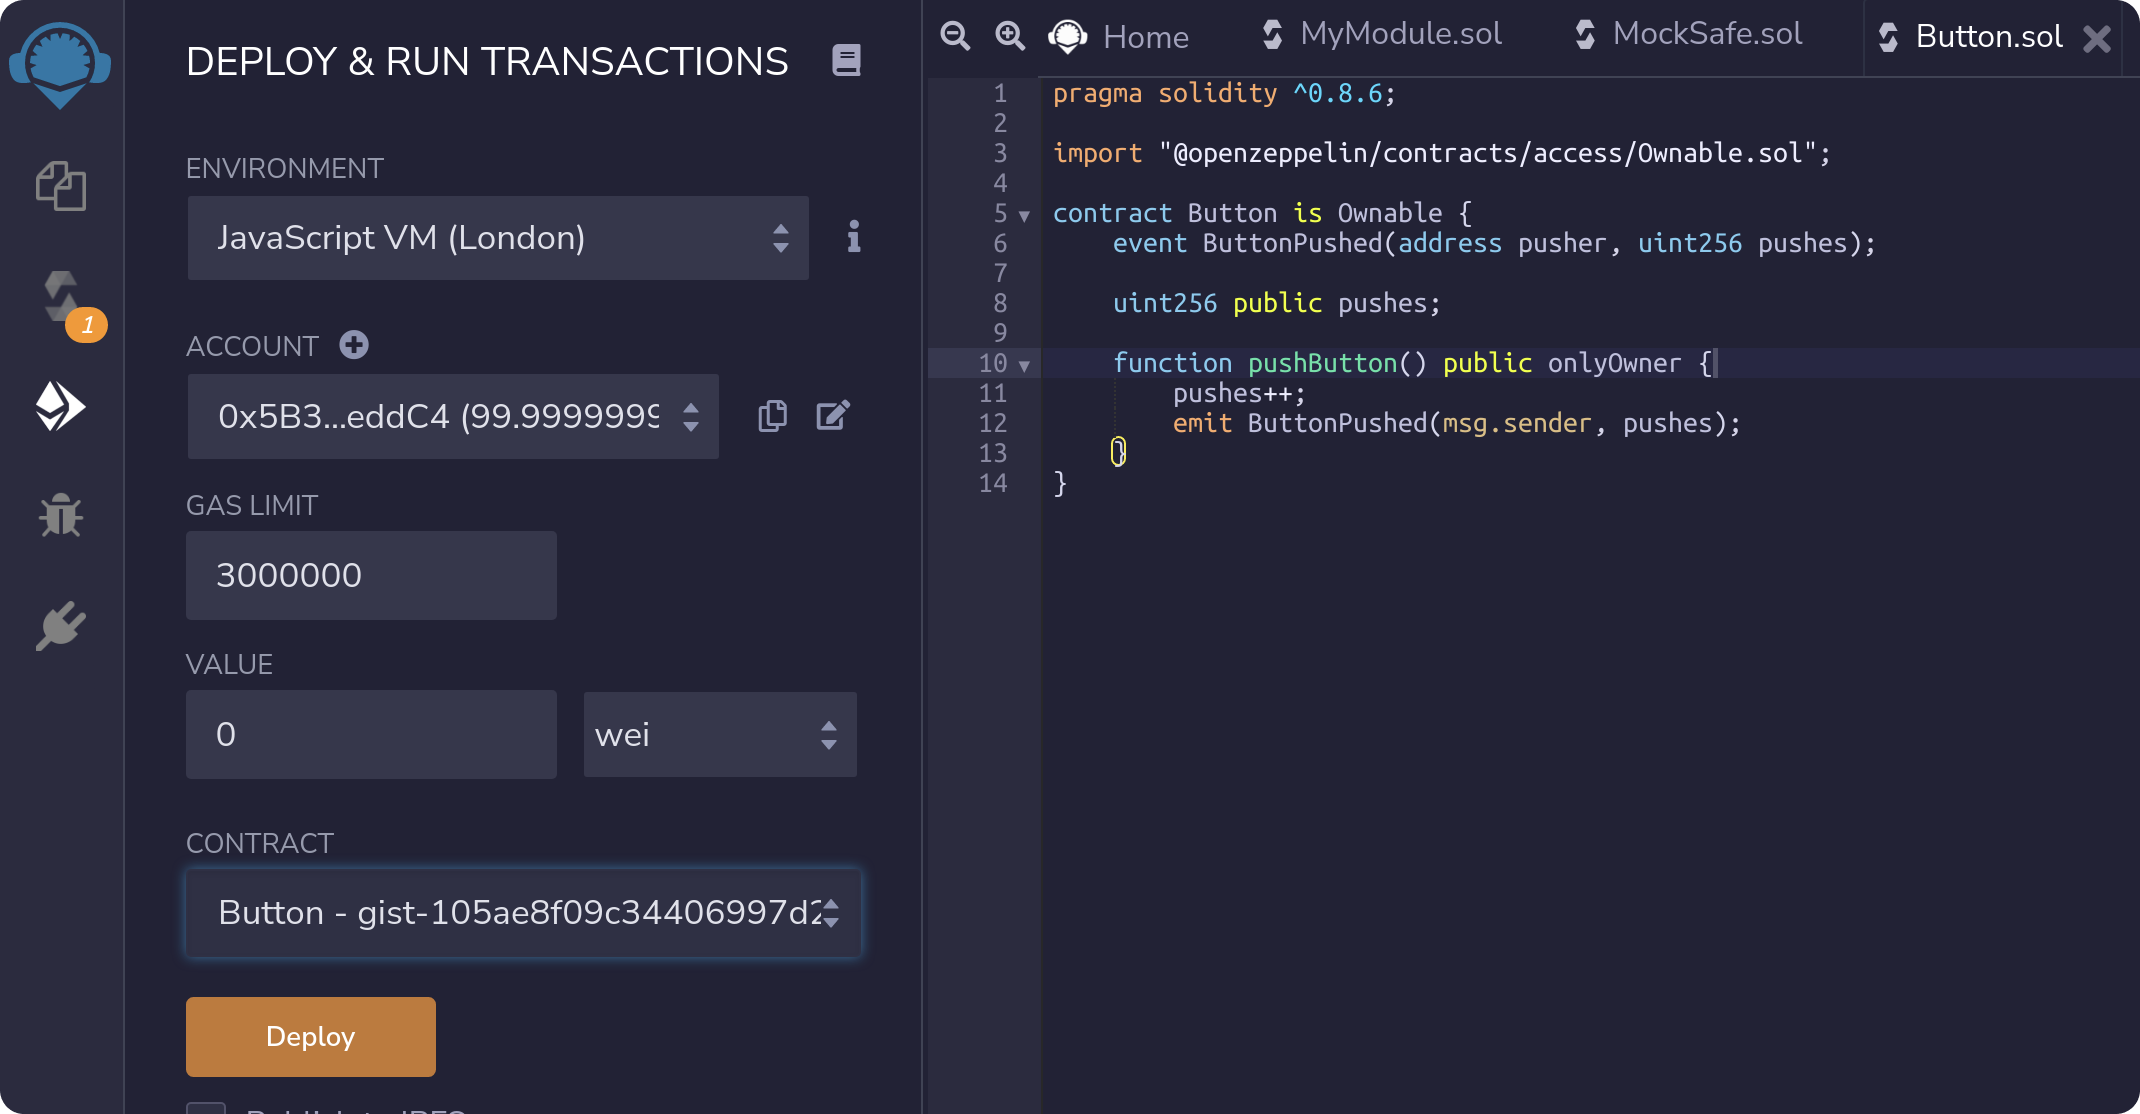 DEPLOY & RUN TRANSACTIONS
ENVIRONMENT
JavaScript VM (London)
ACCOUNT
0x5B3...eddC4 (99.9999999
GAS LIMIT
3000000
VALUE
0
wei
CONTRACT
Button - gist-105ae8f09c34406997d2
Deploy
1
Home
MyModule.sol
MockSafe.sol
Button.sol
1 pragma solidity ^0.8.6;
2
3 import "@openzeppelin/contracts/access/Ownable.sol";
4
5 contract Button is Ownable {
6 event ButtonPushed(address pusher, uint256 pushes);
7
8 uint256 public pushes;
9
10 function pushButton() public onlyOwner {
11 pushes++;
12 emit ButtonPushed(msg.sender, pushes);
13 }
14 }